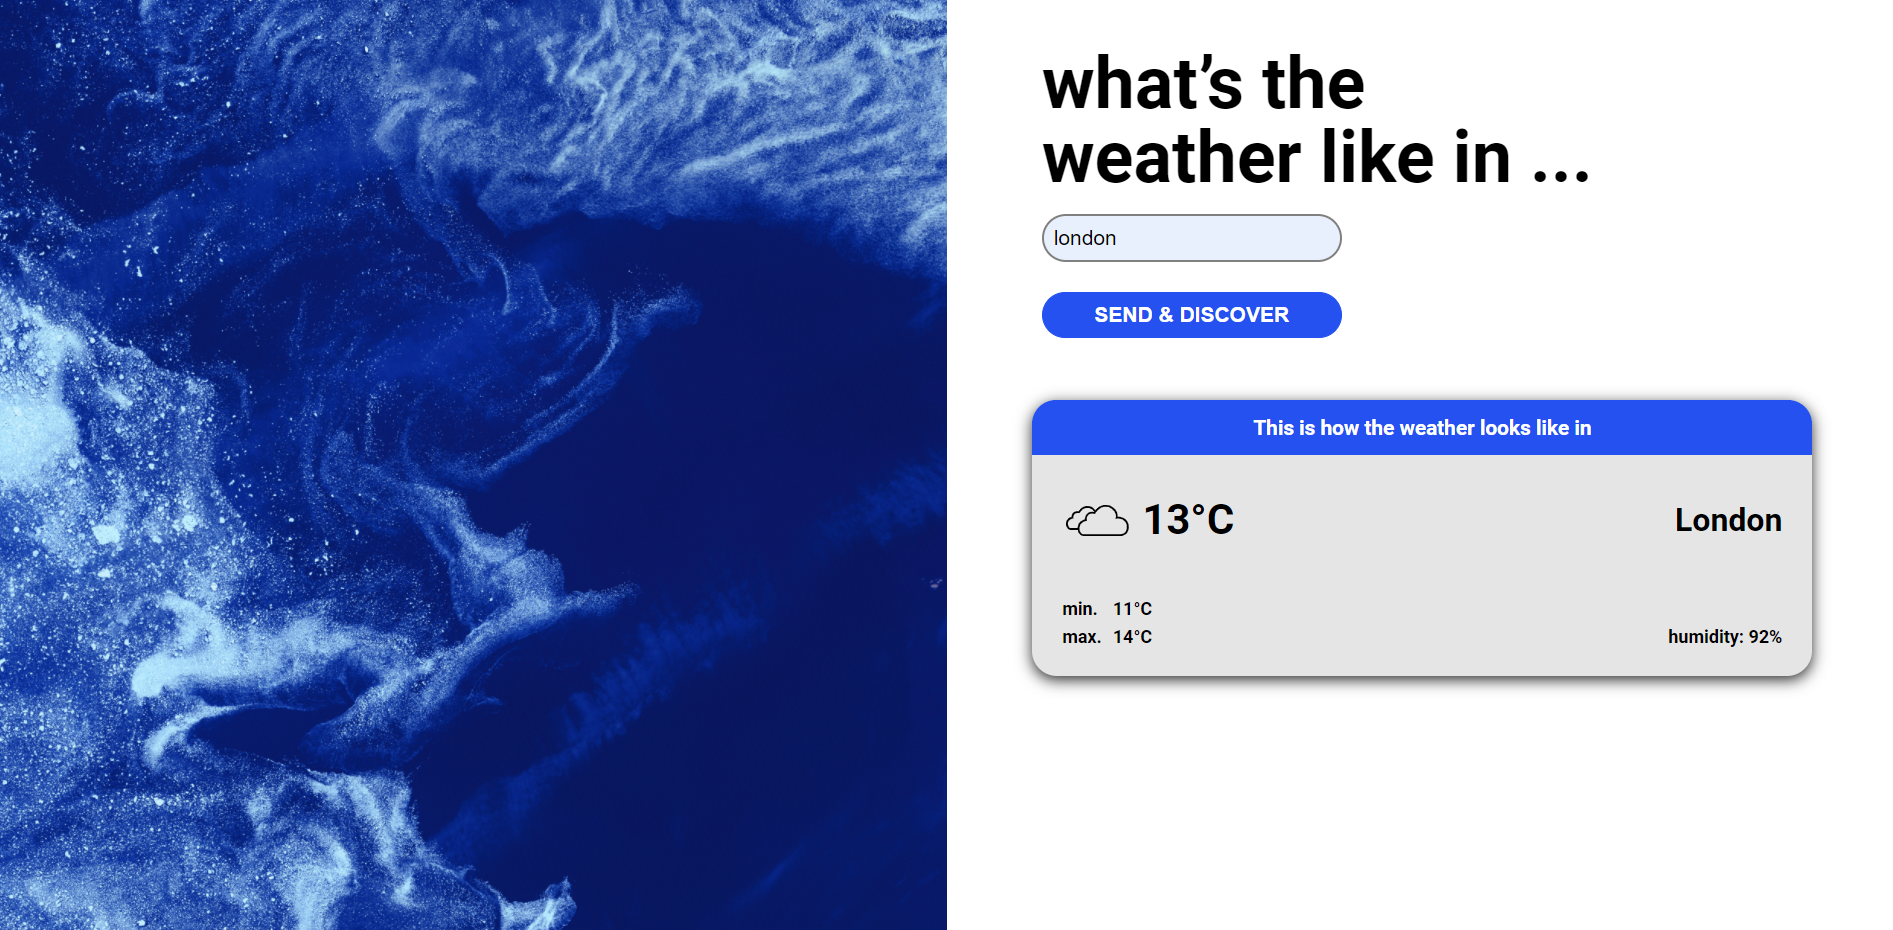 what’s the
weather like in ...
london
SEND & DISCOVER
This is how the weather looks like in
13°C
London
min. 11°C
max. 14°C
humidity: 92%